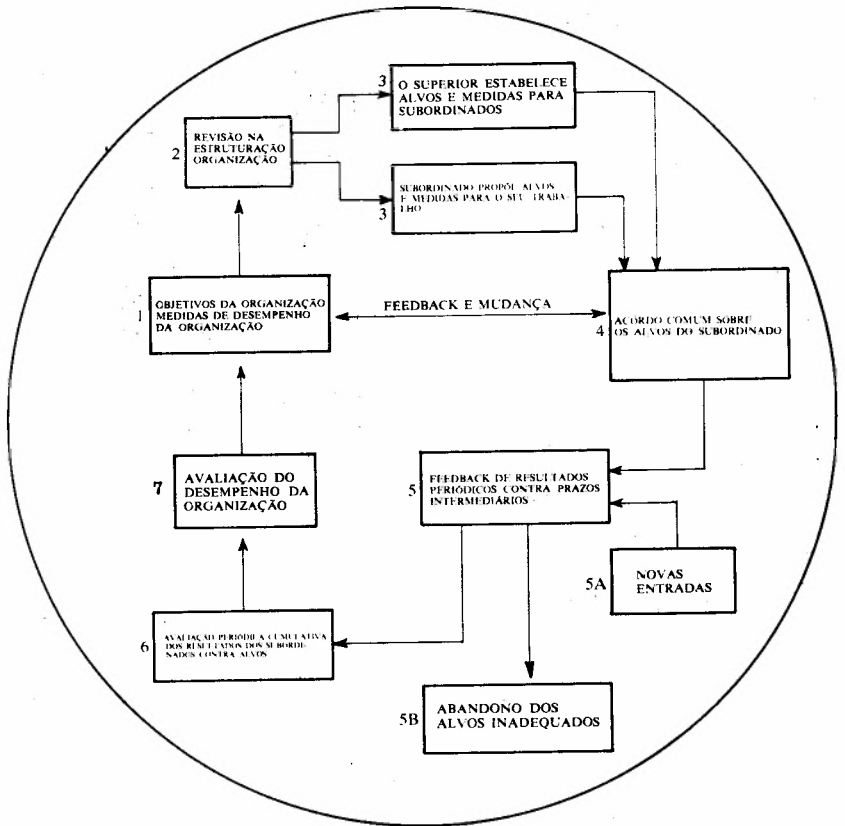 3
O SUPERIOR ESTABELECE
ALVOS E MEDIDAS PARA
SUBORDINADOS
2
REVISÃO NA
ESTRUTURAÇÃO
ORGANIZAÇÃO
3
SUBORDINADO PROPÕE ALVOS
E MEDIDAS PARA O SEU TRABA-
LHO
1
OBJETIVOS DA ORGANIZAÇÃO
MEDIDAS DE DESEMPENHO
DA ORGANIZAÇÃO
FEEDBACK E MUDANÇA
4
ACORDO COMUM SOBRE
OS ALVOS DO SUBORDINADO
7
AVALIAÇÃO DO
DESEMPENHO DA
ORGANIZAÇÃO
5
FEEDBACK DE RESULTADOS
PERIÓDICOS CONTRA PRAZOS
INTERMEDIÁRIOS
5A
NOVAS
ENTRADAS
6
AVALIAÇÃO PERIÓDICA CUMULATIVA
DOS RESULTADOS DOS SUBORDE-
NADOS CONTRA ALVOS
5B
ABANDONO DOS
ALVOS INADEQUADOS